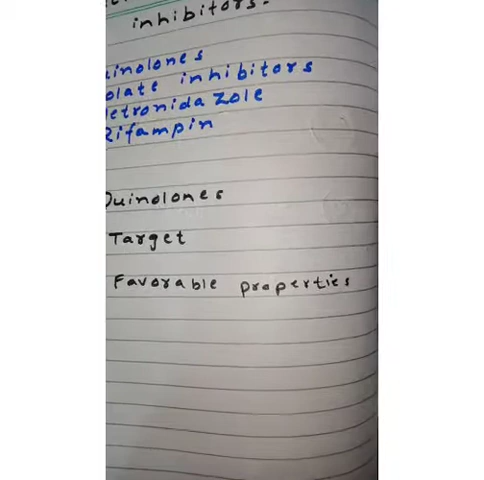 inhibitors.
uinolones
olate inhibitors
etronidazole
Rifampin
Quinolones
Target
Favorable properties